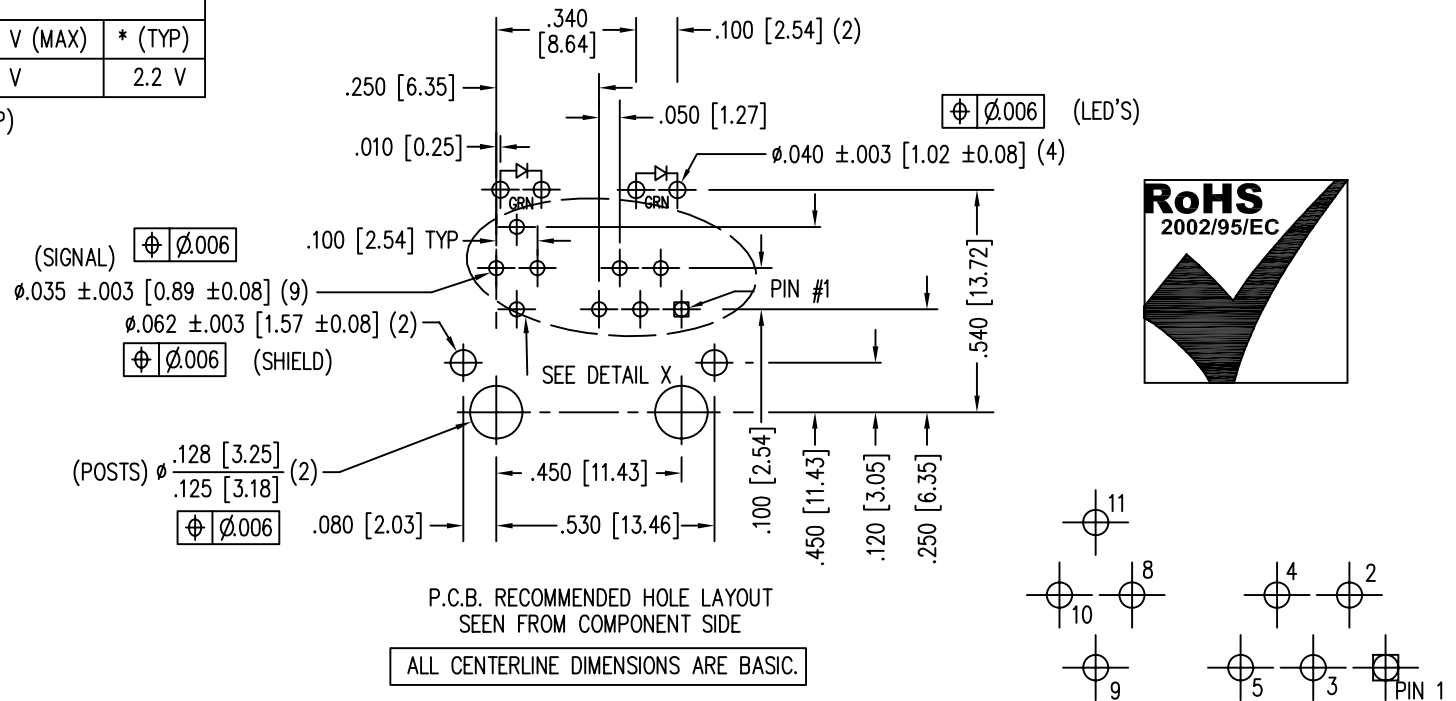 V (MAX) * (TYP)
V 2.2 V
P)
.340
[8.64]
.100 [2.54] (2)
.250 [6.35]
.050 [1.27]
⌖ Ø.006 (LED'S)
.010 [0.25]
ø.040 ±.003 [1.02 ±0.08] (4)
GRN
GRN
RoHS
2002/95/EC
(SIGNAL) ⌖ Ø.006
.100 [2.54] TYP
ø.035 ±.003 [0.89 ±0.08] (9)
PIN #1
ø.062 ±.003 [1.57 ±0.08] (2)
⌖ Ø.006 (SHIELD)
SEE DETAIL X
.540 [13.72]
(POSTS) ø .128 [3.25] (2)
.125 [3.18]
⌖ Ø.006
.450 [11.43]
.080 [2.03]
.530 [13.46]
.100 [2.54]
.450 [11.43]
.120 [3.05]
.250 [6.35]
P.C.B. RECOMMENDED HOLE LAYOUT
SEEN FROM COMPONENT SIDE
ALL CENTERLINE DIMENSIONS ARE BASIC.
11
8
4
2
10
9
5
3
PIN 1